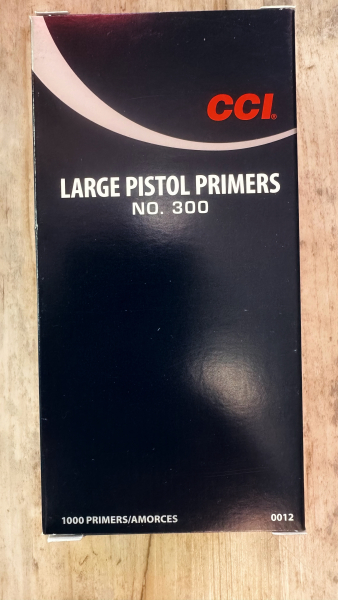 CCI®
LARGE PISTOL PRIMERS
NO. 300
1000 PRIMERS/AMORCES 0012